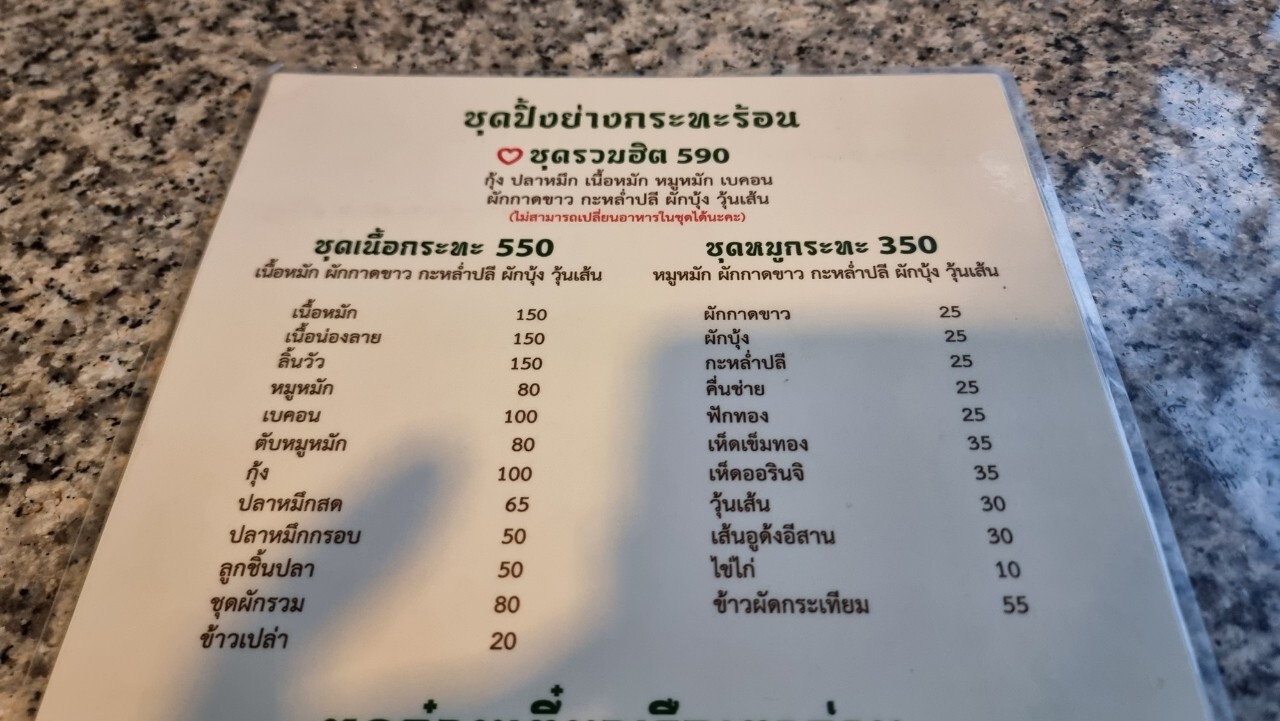 ชุดปิ้งย่างกระทะร้อน
ชุดรวมฮิต 590
กุ้ง ปลาหมึก เนื้อหมัก หมูหมัก เบคอน
ผักกาดขาว กะหล่ำปลี ผักบุ้ง วุ้นเส้น
(ไม่สามารถเปลี่ยนอาหารในชุดได้นะคะ)
ชุดเนื้อกระทะ 550
เนื้อหมัก ผักกาดขาว กะหล่ำปลี ผักบุ้ง วุ้นเส้น
เนื้อหมัก 150
เนื้อน่องลาย 150
ลิ้นวัว 150
หมูหมัก 80
เบคอน 100
ตับหมูหมัก 80
กุ้ง 100
ปลาหมึกสด 65
ปลาหมึกกรอบ 50
ลูกชิ้นปลา 50
ชุดผักรวม 80
ข้าวเปล่า 20
ชุดหมูกระทะ 350
หมูหมัก ผักกาดขาว กะหล่ำปลี ผักบุ้ง วุ้นเส้น
ผักกาดขาว 25
ผักบุ้ง 25
กะหล่ำปลี 25
คื่นช่าย 25
ฟักทอง 25
เห็ดเข็มทอง 35
เห็ดออรินจิ 35
วุ้นเส้น 30
เส้นอูด้งอีสาน 30
ไข่ไก่ 10
ข้าวผัดกระเทียม 55